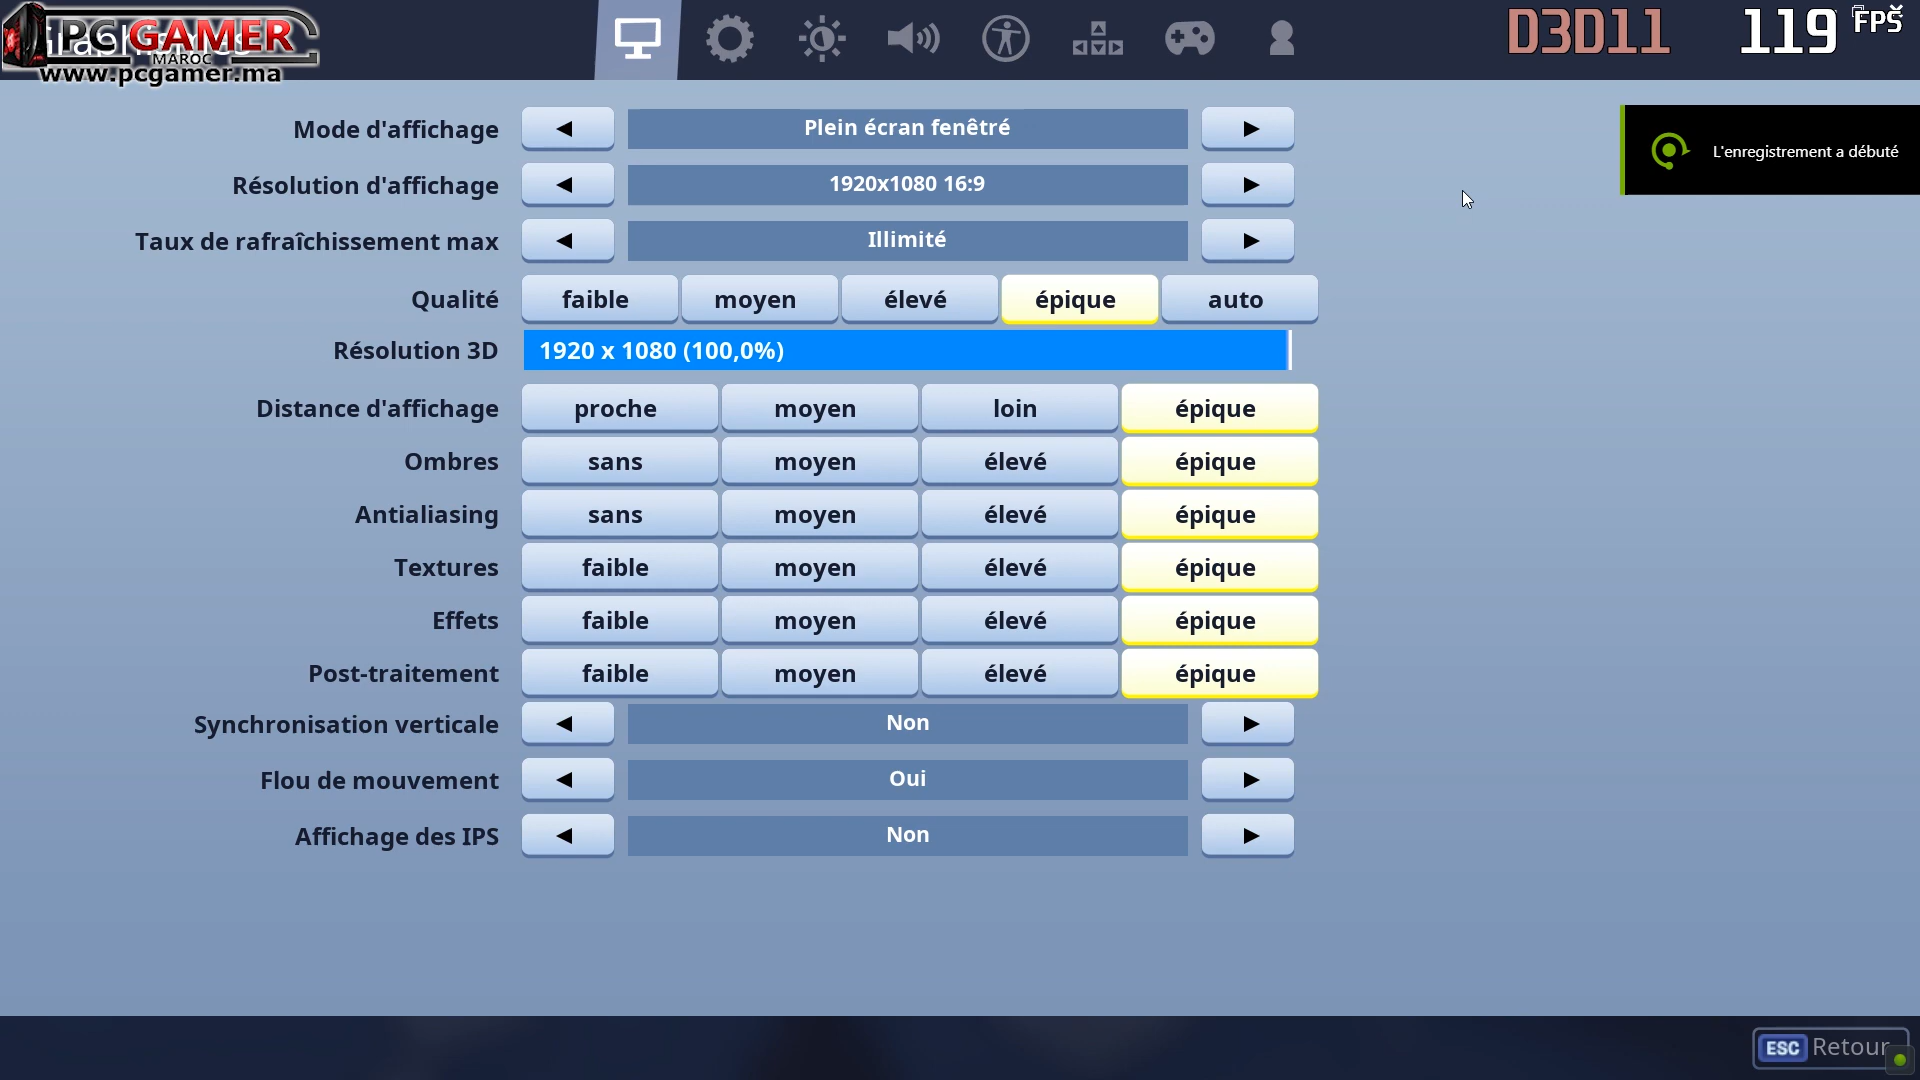 PC GAMER
MAROC
www.pcgamer.ma
D3D11 119 FPS
L'enregistrement a débuté
Mode d'affichage ◀ Plein écran fenêtré ▶
Résolution d'affichage ◀ 1920x1080 16:9 ▶
Taux de rafraîchissement max ◀ Illimité ▶
Qualité faible moyen élevé épique auto
Résolution 3D 1920 x 1080 (100,0%)
Distance d'affichage proche moyen loin épique
Ombres sans moyen élevé épique
Antialiasing sans moyen élevé épique
Textures faible moyen élevé épique
Effets faible moyen élevé épique
Post-traitement faible moyen élevé épique
Synchronisation verticale ◀ Non ▶
Flou de mouvement ◀ Oui ▶
Affichage des IPS ◀ Non ▶
ESC Retour